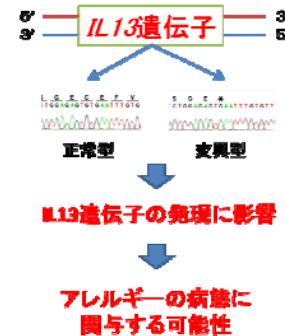 5' IL13遺伝子 3
3' 5
L G E C E F V S G E *
TTGGAGAGTGTGAATTTGTG CTGGAGAGTGAATTTGTGTT
正常型 変異型
IL13遺伝子の発現に影響
アレルギーの病態に
関与する可能性